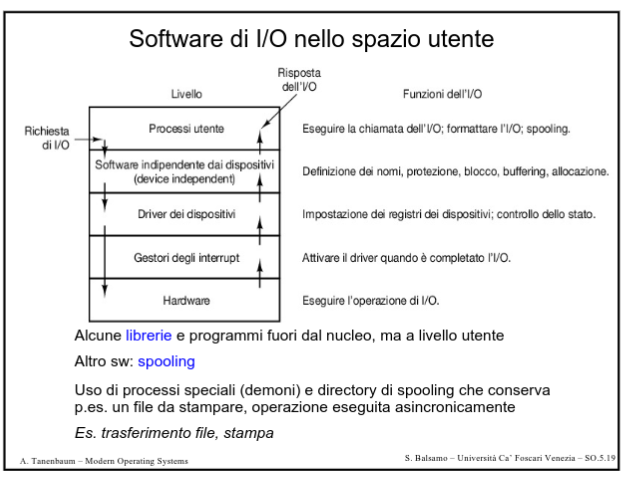 Software di I/O nello spazio utente
Risposta
dell'I/O
Livello
Funzioni dell'I/O
Richiesta
di I/O
Processi utente
Eseguire la chiamata dell'I/O; formattare l'I/O; spooling.
Software indipendente dai dispositivi
(device independent)
Definizione dei nomi, protezione, blocco, buffering, allocazione.
Driver dei dispositivi
Impostazione dei registri dei dispositivi; controllo dello stato.
Gestori degli interrupt
Attivare il driver quando è completato l'I/O.
Hardware
Eseguire l'operazione di I/O.
Alcune librerie e programmi fuori dal nucleo, ma a livello utente
Altro sw: spooling
Uso di processi speciali (demoni) e directory di spooling che conserva
p.es. un file da stampare, operazione eseguita asincronicamente
Es. trasferimento file, stampa
A. Tanenbaum – Modern Operating Systems
S. Balsamo – Università Ca' Foscari Venezia – SO.5.19